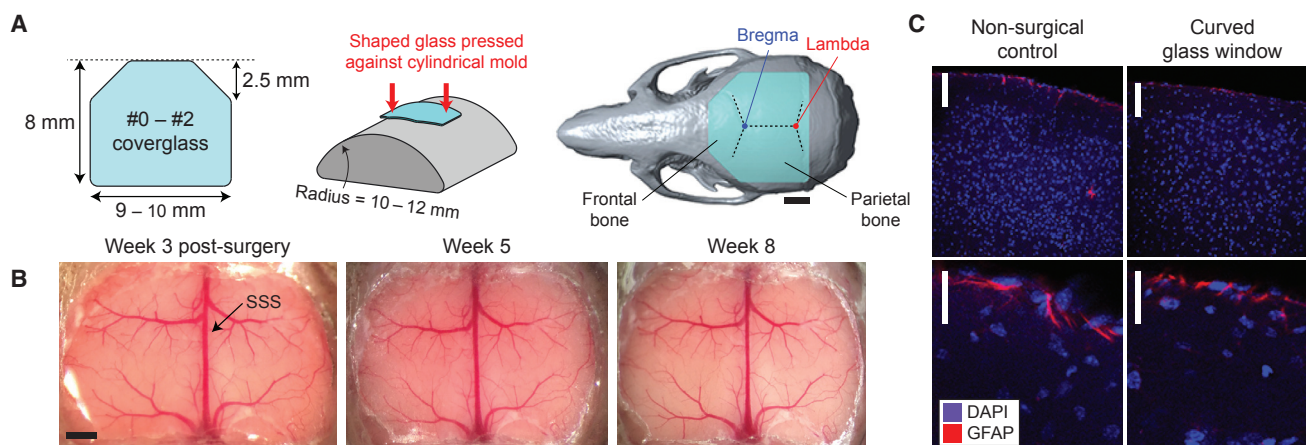 A
8 mm
2.5 mm
#0 – #2
coverglass
9 – 10 mm
Shaped glass pressed
against cylindrical mold
Radius = 10 – 12 mm
Bregma
Lambda
Frontal
bone
Parietal
bone
B
Week 3 post-surgery
Week 5
Week 8
SSS
C
Non-surgical
control
Curved
glass window
DAPI
GFAP